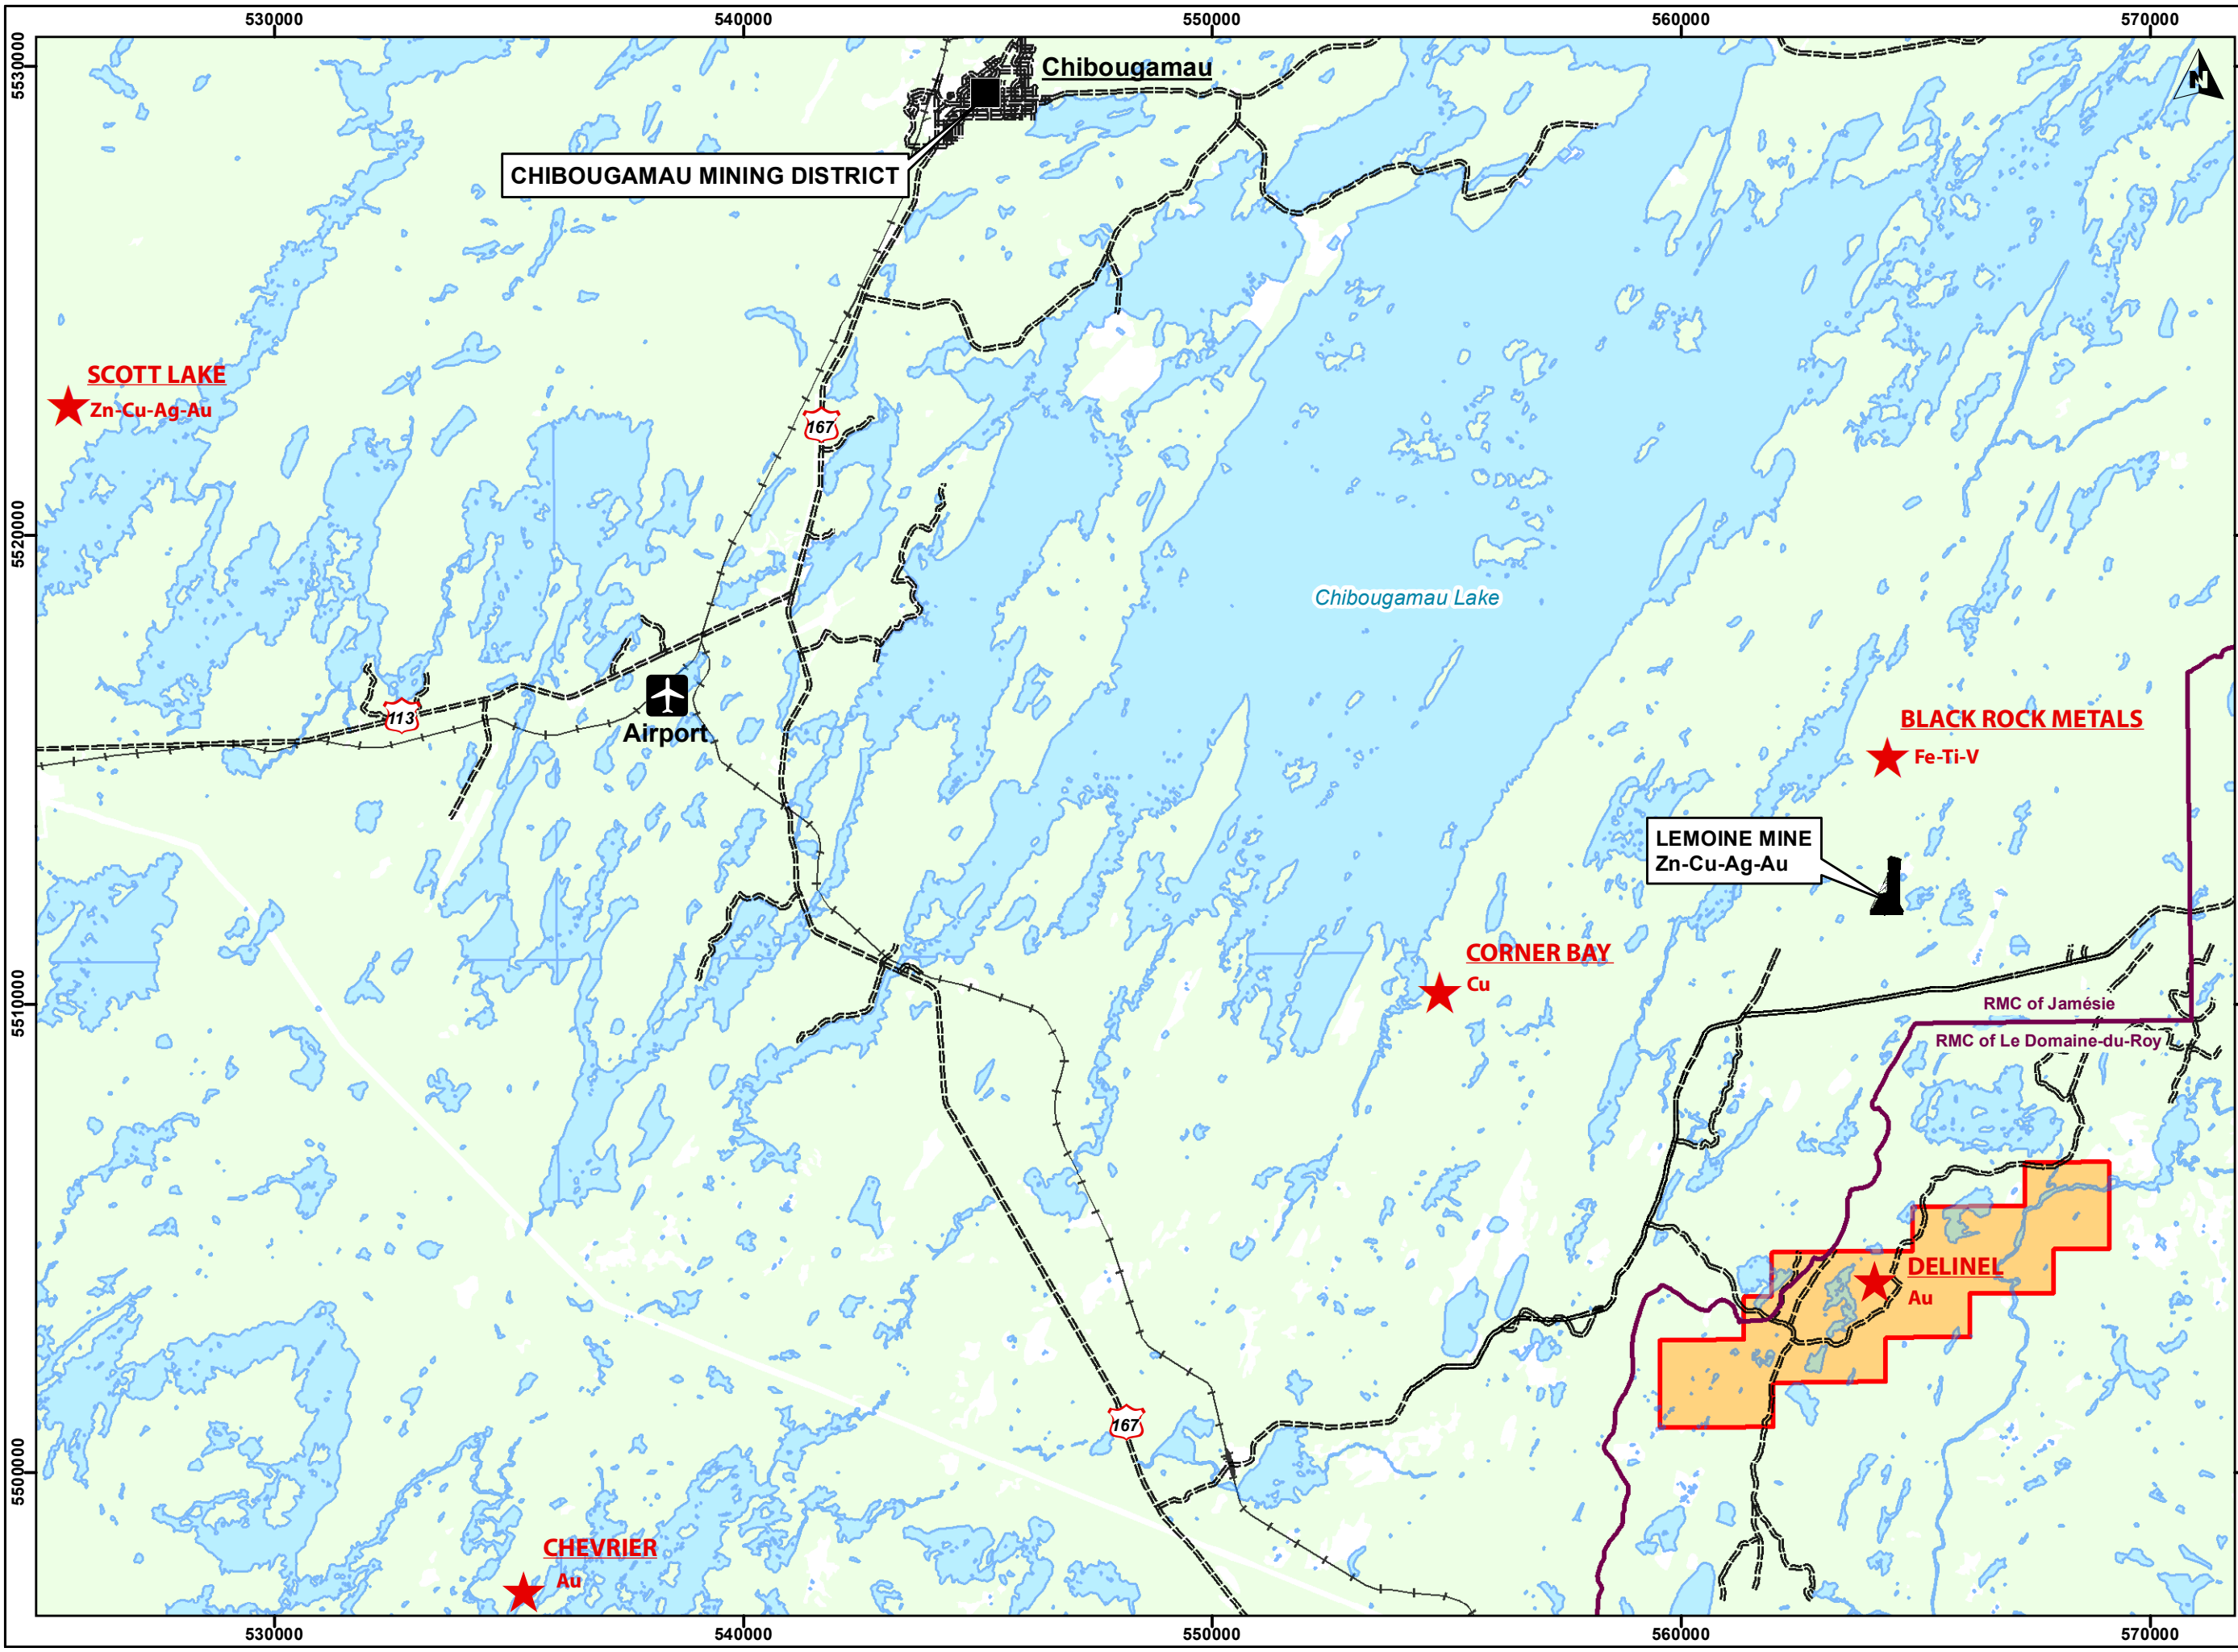 530000
540000
550000
560000
570000
5530000
N
Chibougamau
CHIBOUGAMAU MINING DISTRICT
SCOTT LAKE
Zn-Cu-Ag-Au
167
5520000
Chibougamau Lake
113
Airport
BLACK ROCK METALS
Fe-Ti-V
LEMOINE MINE
Zn-Cu-Ag-Au
CORNER BAY
Cu
5510000
RMC of Jamésie
RMC of Le Domaine-du-Roy
DELINEL
Au
167
5500000
CHEVRIER
Au
530000
540000
550000
560000
570000